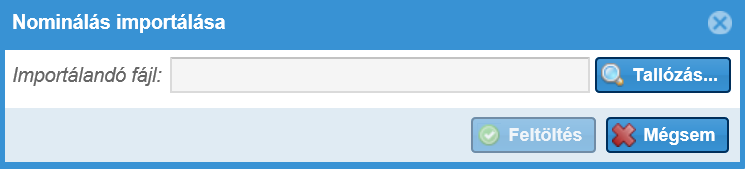 Nominálás importálása
Importálandó fájl: Tallózás...
Feltöltés Mégsem